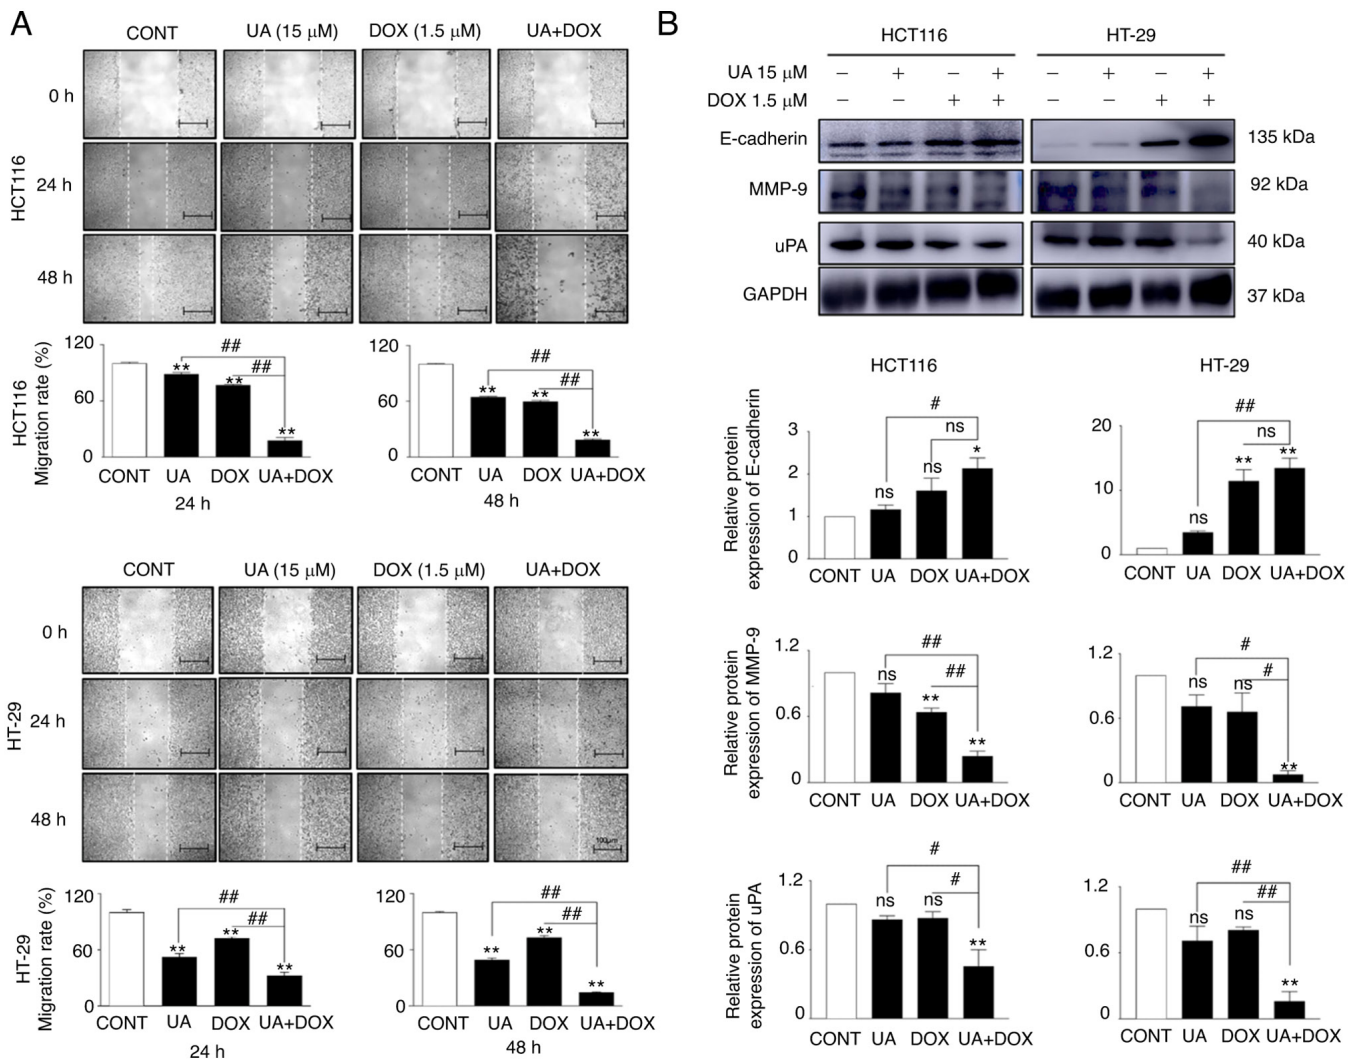 A
CONT UA (15 μM) DOX (1.5 μM) UA+DOX
0 h
24 h
48 h
HCT116
120
60
0
HCT116
Migration rate (%)
** ** **
## ##
CONT UA DOX UA+DOX
24 h
120
60
0
** ** **
## ##
CONT UA DOX UA+DOX
48 h
CONT UA (15 μM) DOX (1.5 μM) UA+DOX
0 h
24 h
48 h
HT-29
100μm
120
60
0
HT-29
Migration rate (%)
** ** **
## ##
CONT UA DOX UA+DOX
24 h
120
60
0
** ** **
## ##
CONT UA DOX UA+DOX
48 h
B
HCT116 HT-29
UA 15 μM − + − + − + − +
DOX 1.5 μM − − + + − − + +
E-cadherin 135 kDa
MMP-9 92 kDa
uPA 40 kDa
GAPDH 37 kDa
HCT116
Relative protein
expression of E-cadherin
3
2
1
0
ns ns *
# ns
CONT UA DOX UA+DOX
HT-29
20
10
0
ns ** **
## ns
CONT UA DOX UA+DOX
Relative protein
expression of MMP-9
1.2
0.6
0
ns ** **
## ##
CONT UA DOX UA+DOX
1.2
0.6
0
ns ns **
# #
CONT UA DOX UA+DOX
Relative protein
expression of uPA
1.2
0.6
0
ns ns **
# #
CONT UA DOX UA+DOX
1.2
0.6
0
ns ns **
## ##
CONT UA DOX UA+DOX